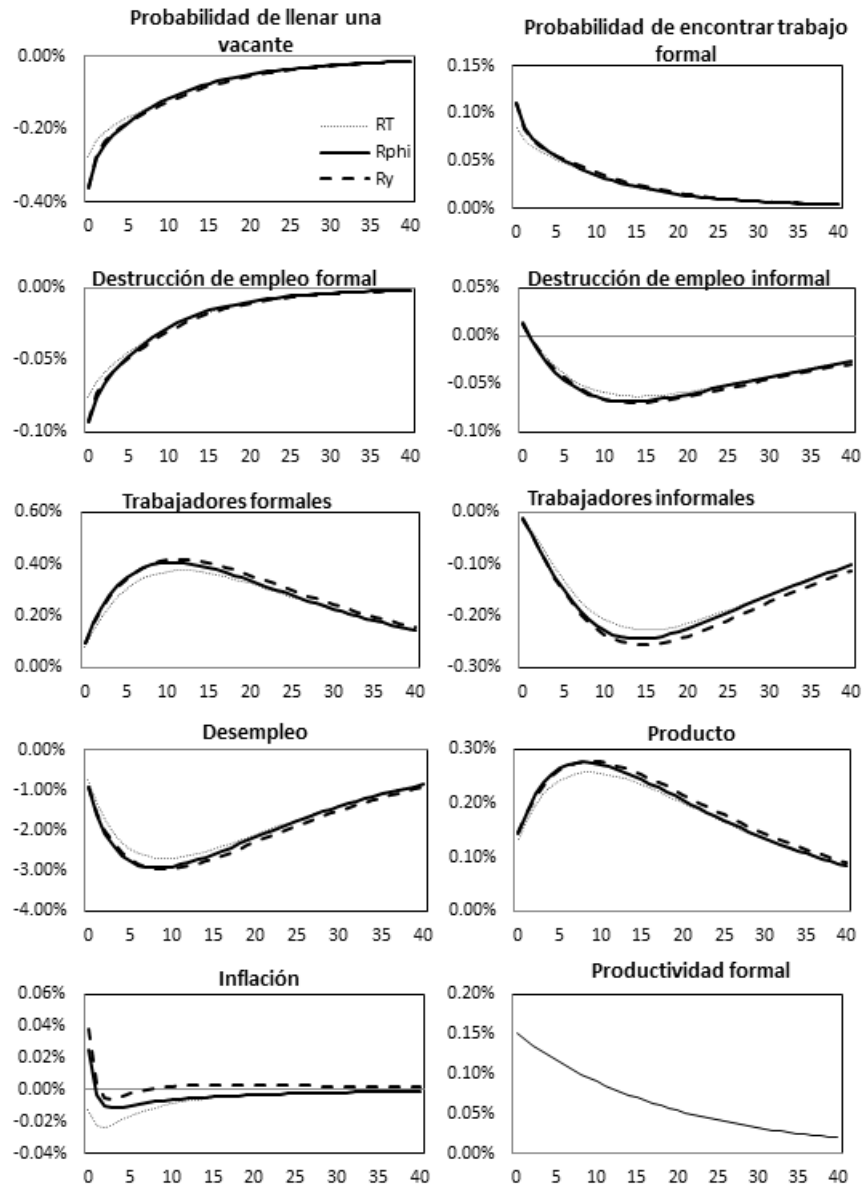 Probabilidad de llenar una
vacante
0.00%
-0.20%
-0.40%
RT
Rphi
Ry
0 5 10 15 20 25 30 35 40
Probabilidad de encontrar trabajo
formal
0.15%
0.10%
0.05%
0.00%
0 5 10 15 20 25 30 35 40
Destrucción de empleo formal
0.00%
-0.05%
-0.10%
0 5 10 15 20 25 30 35 40
Destrucción de empleo informal
0.05%
0.00%
-0.05%
-0.10%
0 5 10 15 20 25 30 35 40
Trabajadores formales
0.60%
0.40%
0.20%
0.00%
0 5 10 15 20 25 30 35 40
Trabajadores informales
0.00%
-0.10%
-0.20%
-0.30%
0 5 10 15 20 25 30 35 40
Desempleo
0.00%
-1.00%
-2.00%
-3.00%
-4.00%
0 5 10 15 20 25 30 35 40
Producto
0.30%
0.20%
0.10%
0.00%
0 5 10 15 20 25 30 35 40
Inflación
0.06%
0.04%
0.02%
0.00%
-0.02%
-0.04%
0 5 10 15 20 25 30 35 40
Productividad formal
0.20%
0.15%
0.10%
0.05%
0.00%
0 5 10 15 20 25 30 35 40